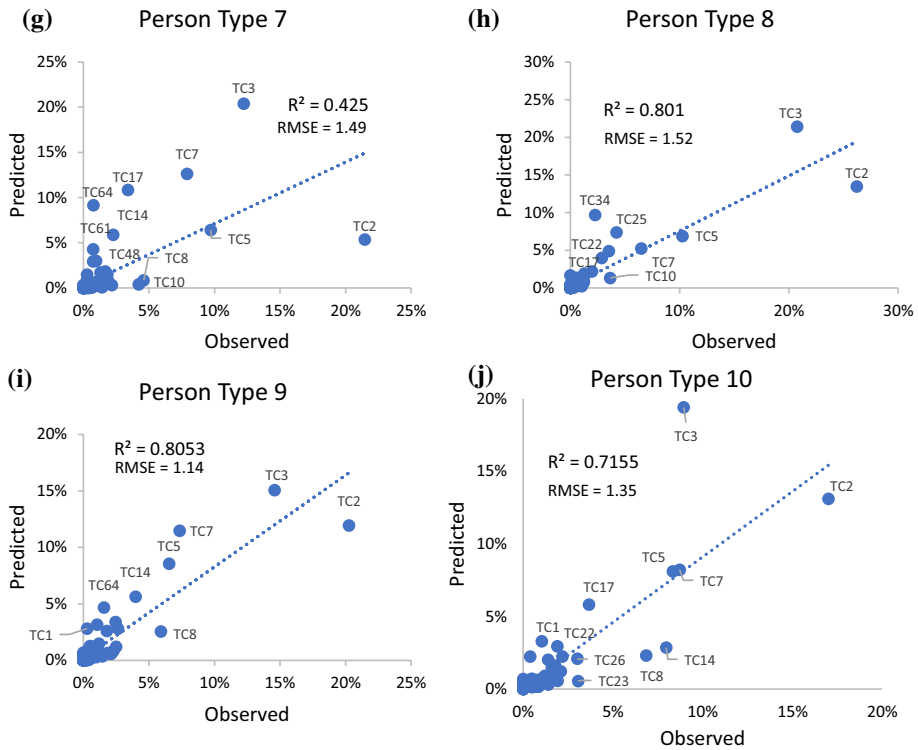 (g)
Person Type 7
25%
20%
15%
10%
5%
0%
0% 5% 10% 15% 20% 25%
Predicted
Observed
R² = 0.425
RMSE = 1.49
TC3
TC7
TC17
TC64
TC14
TC61
TC48
TC8
TC5
TC2
TC10
(h)
Person Type 8
30%
25%
20%
15%
10%
5%
0%
0% 10% 20% 30%
Predicted
Observed
R² = 0.801
RMSE = 1.52
TC3
TC2
TC34
TC25
TC22
TC5
TC17
TC7
TC10
(i)
Person Type 9
20%
15%
10%
5%
0%
0% 5% 10% 15% 20% 25%
Predicted
Observed
R² = 0.8053
RMSE = 1.14
TC3
TC2
TC7
TC5
TC14
TC64
TC1
TC8
(j)
Person Type 10
20%
15%
10%
5%
0%
0% 5% 10% 15% 20%
Predicted
Observed
R² = 0.7155
RMSE = 1.35
TC3
TC2
TC5
TC7
TC17
TC1
TC22
TC26
TC14
TC8
TC23